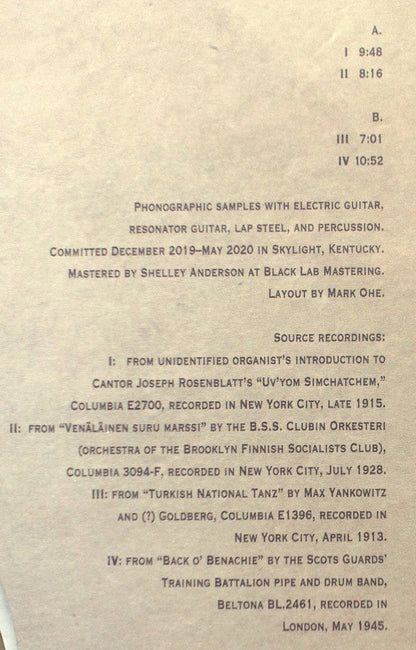 A.
I 9:48
II 8:16
B.
III 7:01
IV 10:52
Phonographic samples with electric guitar,
resonator guitar, lap steel, and percussion.
Committed December 2019–May 2020 in Skylight, Kentucky.
Mastered by Shelley Anderson at Black Lab Mastering.
Layout by Mark Ohe.
Source recordings:
I: from unidentified organist's introduction to
Cantor Joseph Rosenblatt's "Uv'yom Simchatchem,"
Columbia E2700, recorded in New York City, late 1915.
II: from "Venäläinen suru marssi" by the B.S.S. Clubin Orkesteri
(orchestra of the Brooklyn Finnish Socialists Club),
Columbia 3094-F, recorded in New York City, July 1928.
III: from "Turkish National Tanz" by Max Yankowitz
and (?) Goldberg, Columbia E1396, recorded in
New York City, April 1913.
IV: from "Back o' Benachie" by the Scots Guards'
Training Battalion pipe and drum band,
Beltona BL.2461, recorded in
London, May 1945.